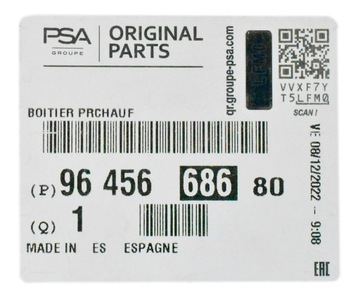 PSA
GROUPE
ORIGINAL
PARTS
qr.groupe-psa.com
VVXF7Y
T5LFM0
SCAN !
BOITIER PRCHAUF
(P) 96 456 686 80
(Q) 1
VE 08/12/2022 - 9:08
MADE IN ES ESPAGNE
EAC